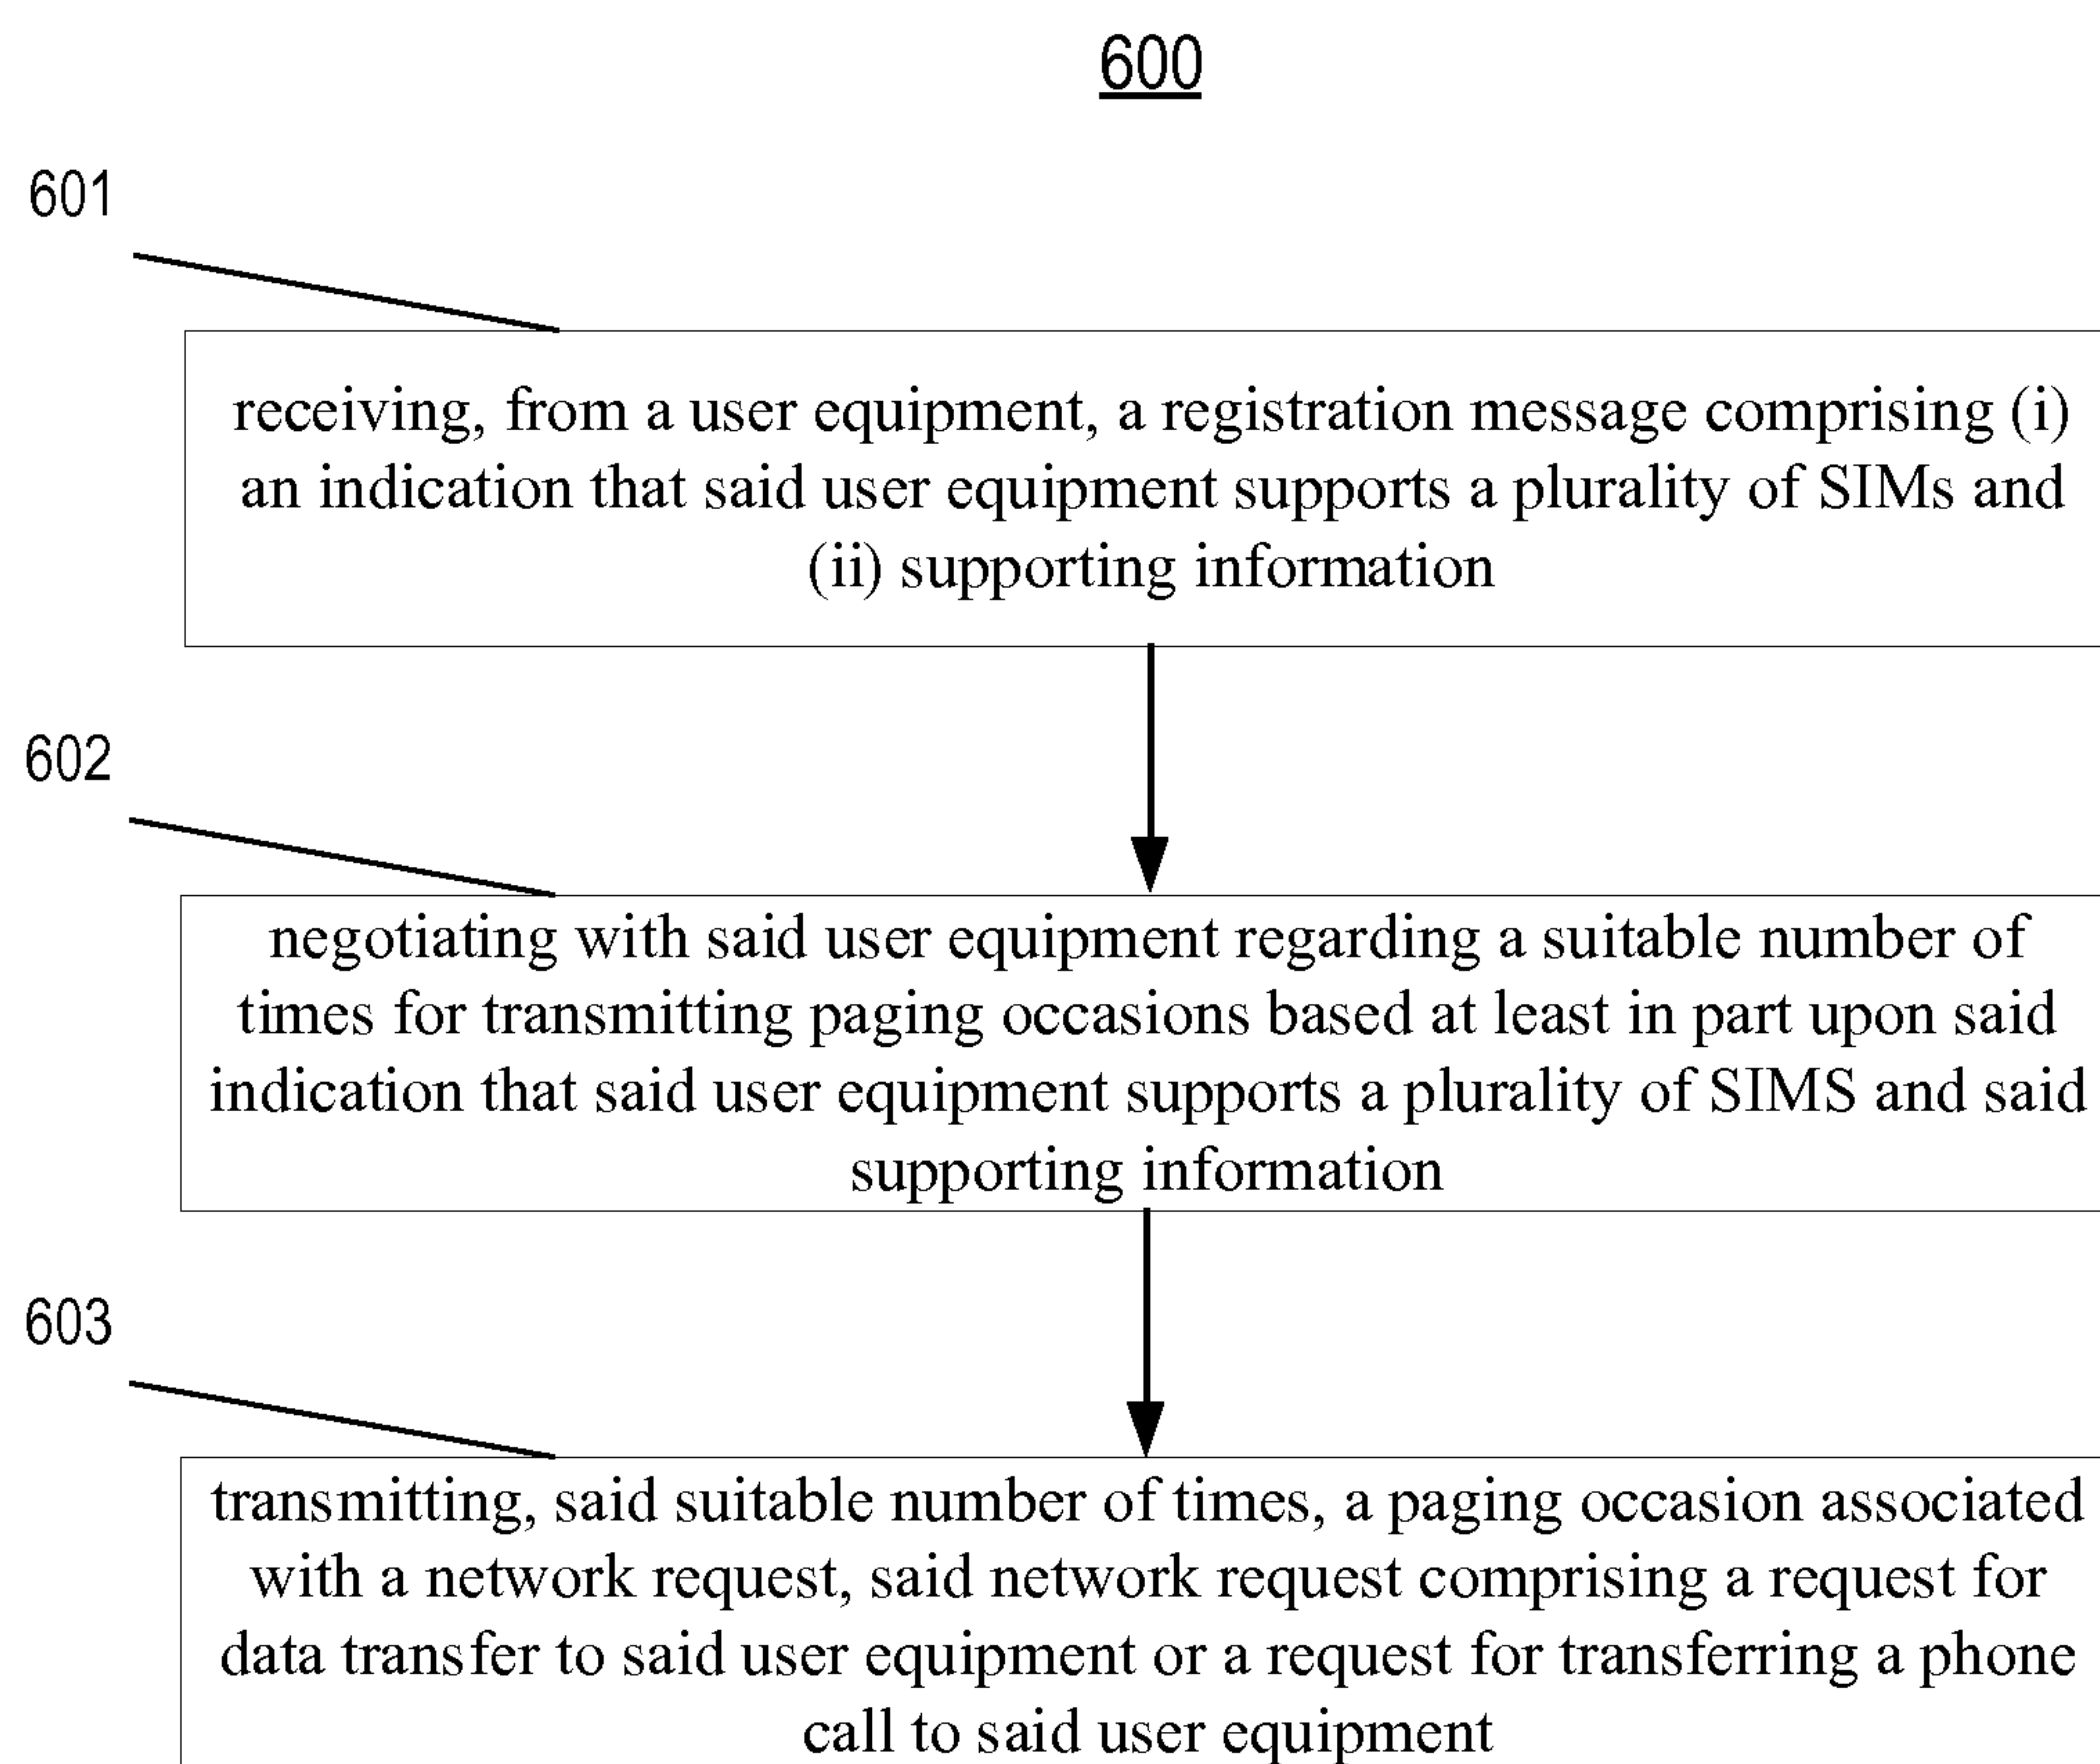 600
601
receiving, from a user equipment, a registration message comprising (i)
an indication that said user equipment supports a plurality of SIMs and
(ii) supporting information
602
negotiating with said user equipment regarding a suitable number of
times for transmitting paging occasions based at least in part upon said
indication that said user equipment supports a plurality of SIMS and said
supporting information
603
transmitting, said suitable number of times, a paging occasion associated
with a network request, said network request comprising a request for
data transfer to said user equipment or a request for transferring a phone
call to said user equipment